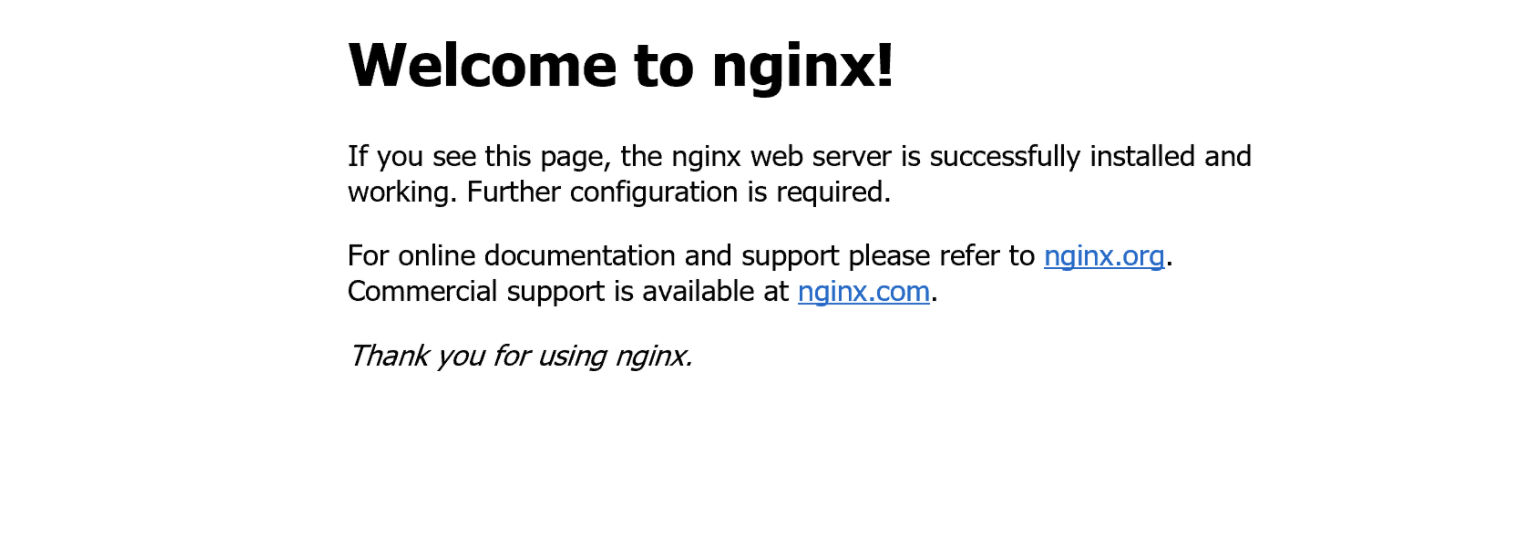 Welcome to nginx!
If you see this page, the nginx web server is successfully installed and
working. Further configuration is required.
For online documentation and support please refer to nginx.org.
Commercial support is available at nginx.com.
Thank you for using nginx.